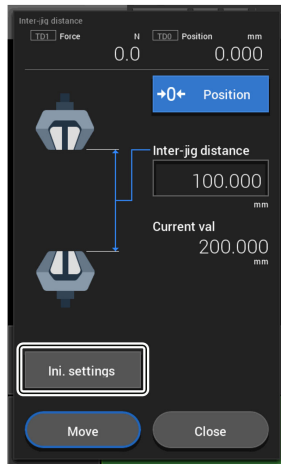 Inter-jig distance
TD1 Force N TD0 Position mm
0.0 0.000
→0← Position
Inter-jig distance
100.000
mm
Current val
200.000
mm
Ini. settings
Move Close